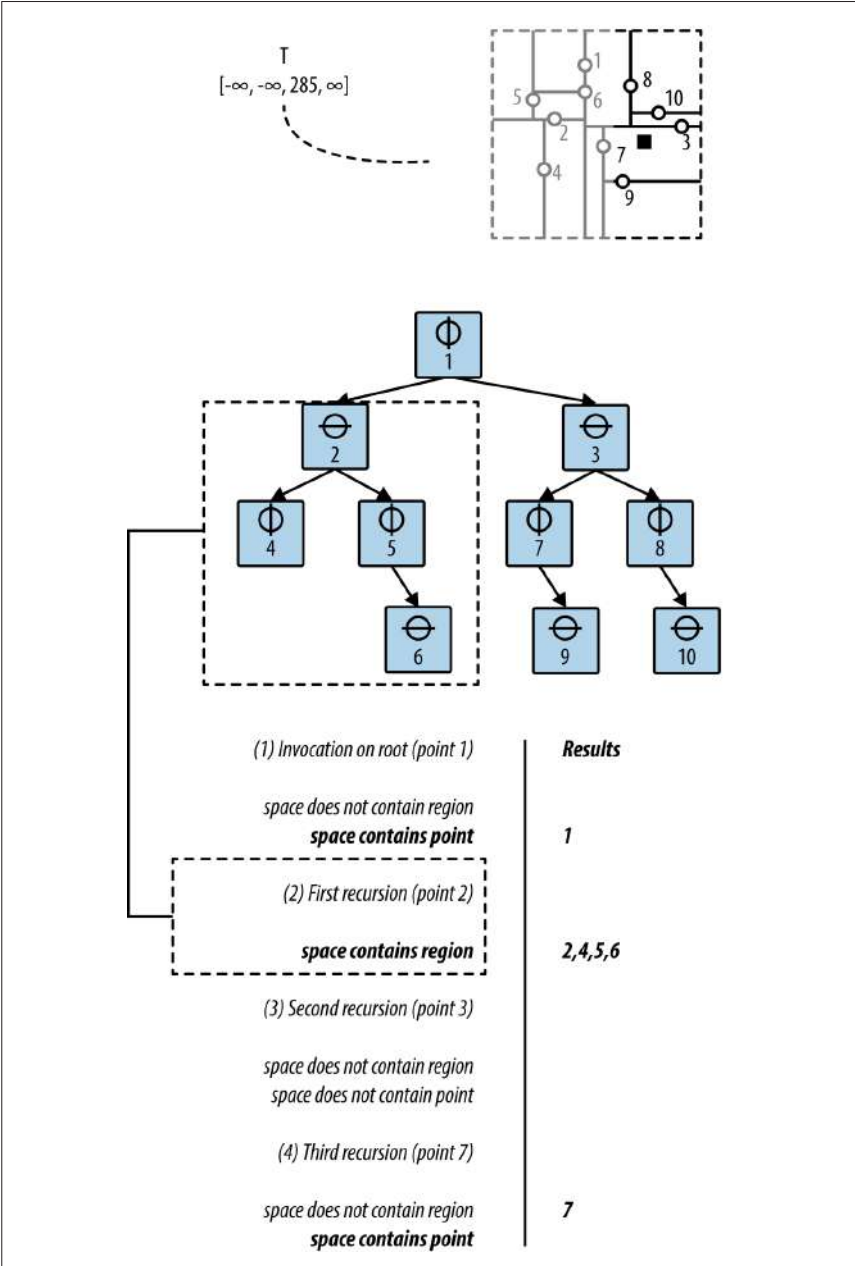 T
[-∞, -∞, 285, ∞]
1
8
5
6
10
2
3
7
4
9
1
2
3
4
5
7
8
6
9
10
(1) Invocation on root (point 1)
Results
space does not contain region
space contains point
1
(2) First recursion (point 2)
space contains region
2,4,5,6
(3) Second recursion (point 3)
space does not contain region
space does not contain point
(4) Third recursion (point 7)
space does not contain region
7
space contains point